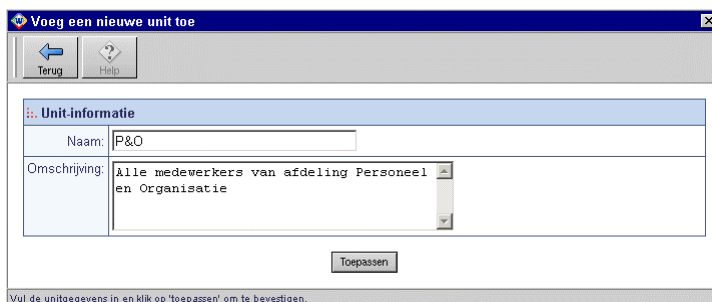 Voeg een nieuwe unit toe
Terug
Help
Unit-informatie
Naam: P&O
Omschrijving: Alle medewerkers van afdeling Personeel
en Organisatie
Toepassen
Vul de unitgegevens in en klik op 'toepassen' om te bevestigen.